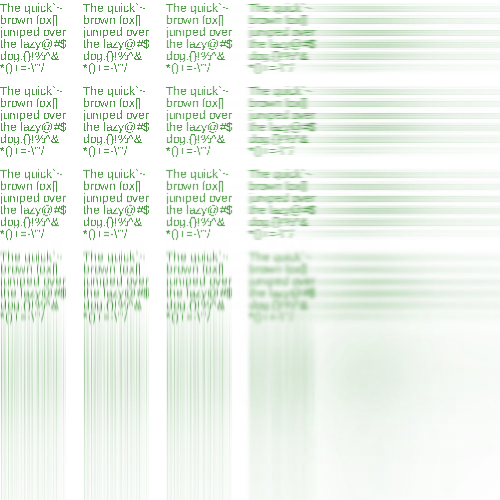 The quick`~ The quick`~ The quick`~ The quick`~
brown fox[] brown fox[] brown fox[] brown fox[]
jumped over jumped over jumped over jumped over
the lazy@#$ the lazy@#$ the lazy@#$ the lazy@#$
dog.{}!%^& dog.{}!%^& dog.{}!%^& dog.{}!%^&
*()+=-\"'/ *()+=-\"'/ *()+=-\"'/ *()+=-\"'/
The quick`~ The quick`~ The quick`~ The quick`~
brown fox[] brown fox[] brown fox[] brown fox[]
jumped over jumped over jumped over jumped over
the lazy@#$ the lazy@#$ the lazy@#$ the lazy@#$
dog.{}!%^& dog.{}!%^& dog.{}!%^& dog.{}!%^&
*()+=-\"'/ *()+=-\"'/ *()+=-\"'/ *()+=-\"'/
The quick`~ The quick`~ The quick`~ The quick`~
brown fox[] brown fox[] brown fox[] brown fox[]
jumped over jumped over jumped over jumped over
the lazy@#$ the lazy@#$ the lazy@#$ the lazy@#$
dog.{}!%^& dog.{}!%^& dog.{}!%^& dog.{}!%^&
*()+=-\"'/ *()+=-\"'/ *()+=-\"'/ *()+=-\"'/
The quick`~ The quick`~ The quick`~ The quick`~
brown fox[] brown fox[] brown fox[] brown fox[]
jumped over jumped over jumped over jumped over
the lazy@#$ the lazy@#$ the lazy@#$ the lazy@#$
dog.{}!%^& dog.{}!%^& dog.{}!%^& dog.{}!%^&
*()+=-\"'/ *()+=-\"'/ *()+=-\"'/ *()+=-\"'/